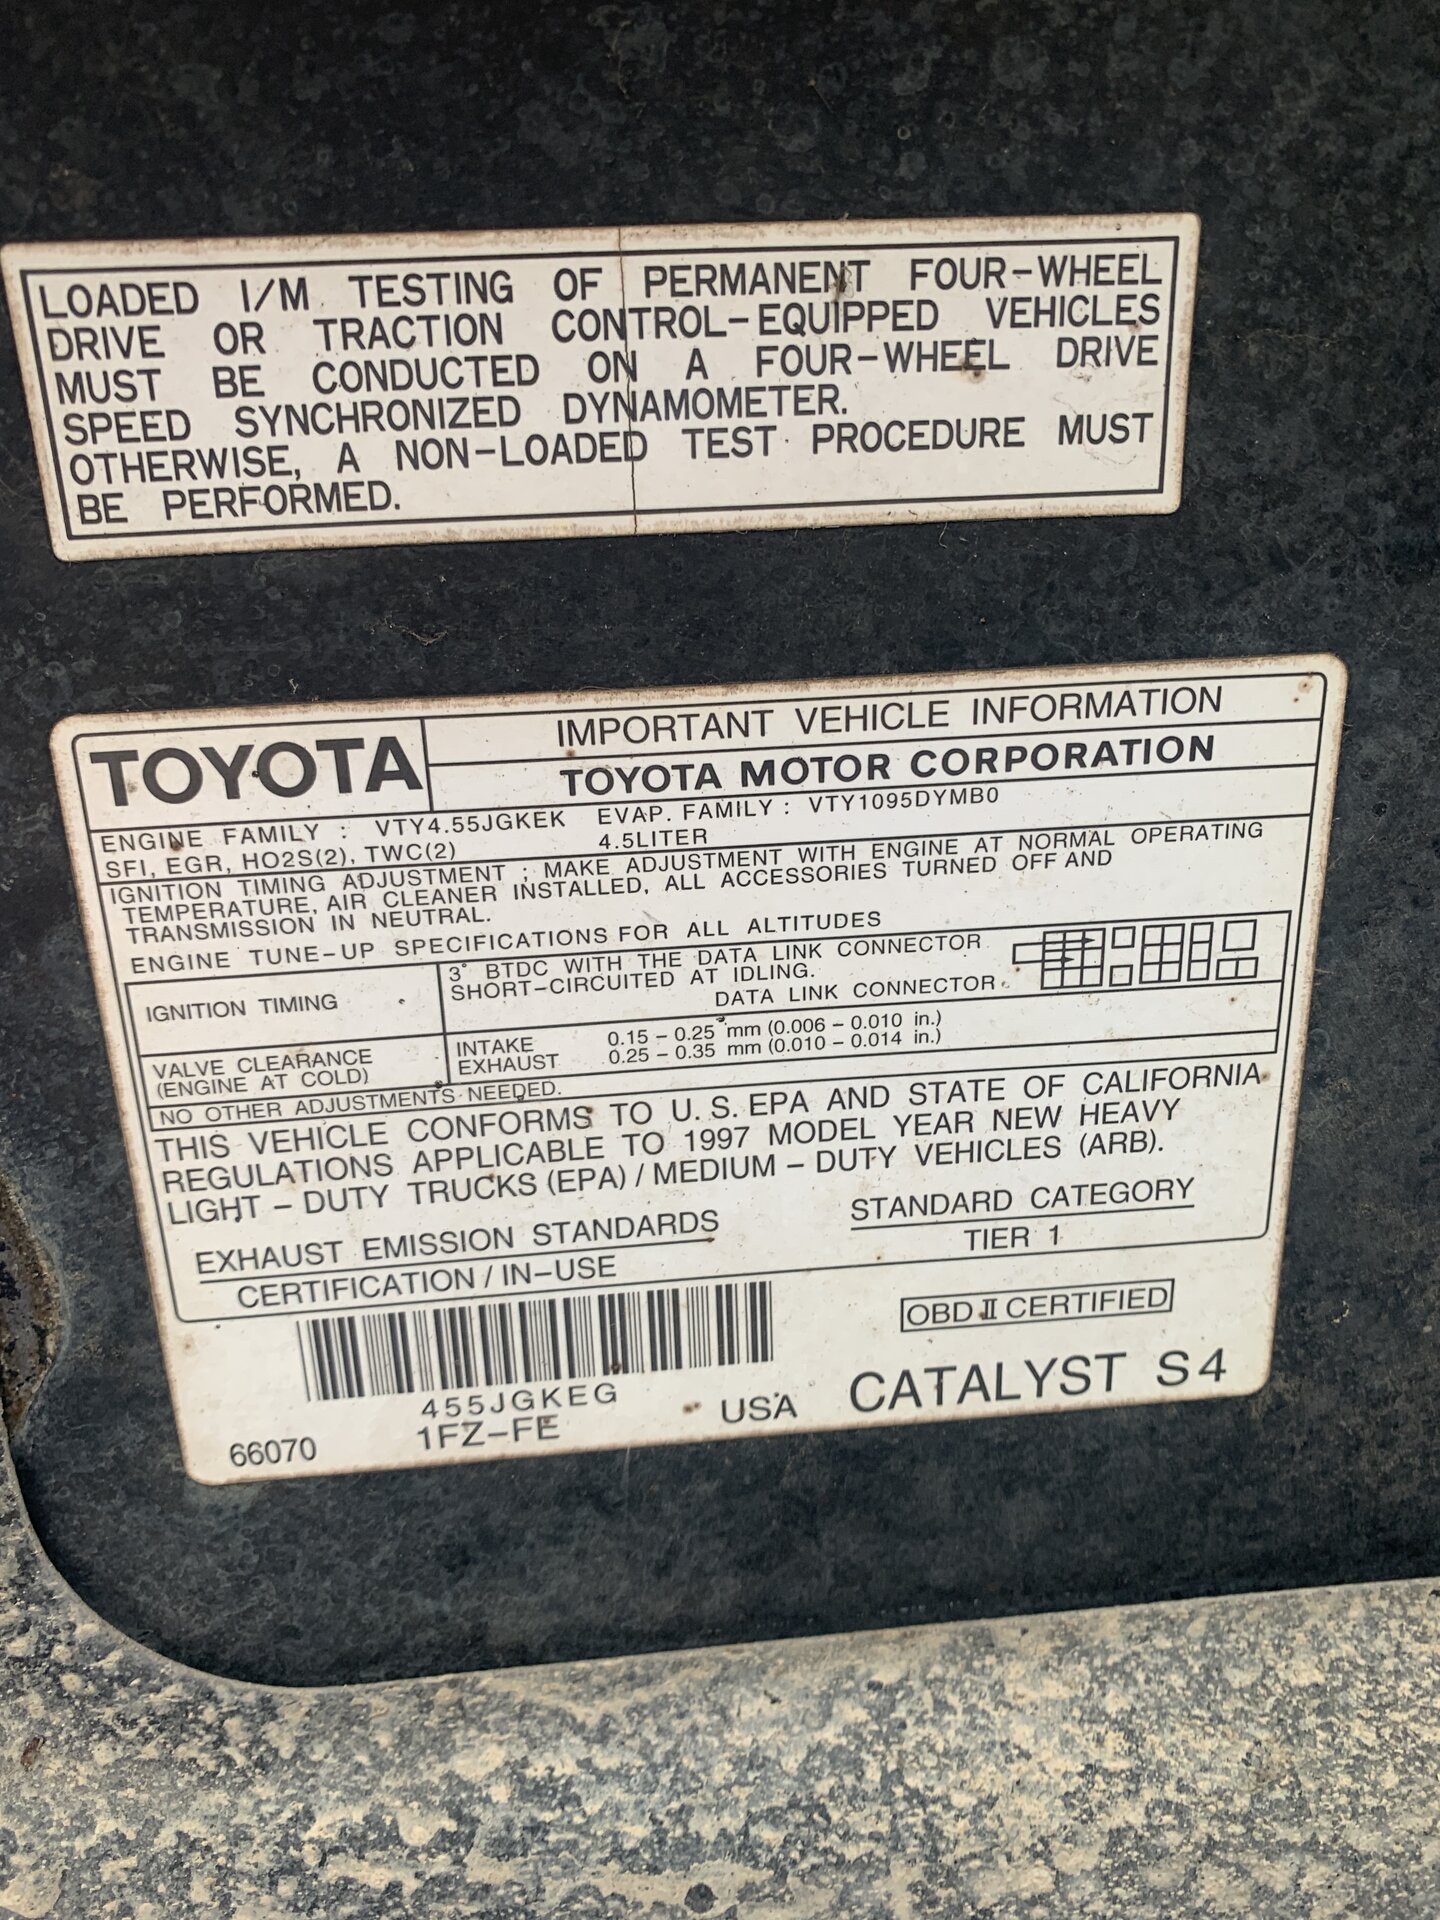 LOADED I/M TESTING OF PERMANENT FOUR-WHEEL
DRIVE OR TRACTION CONTROL-EQUIPPED VEHICLES
MUST BE CONDUCTED ON A FOUR-WHEEL DRIVE
SPEED SYNCHRONIZED DYNAMOMETER.
OTHERWISE, A NON-LOADED TEST PROCEDURE MUST
BE PERFORMED.
TOYOTA
IMPORTANT VEHICLE INFORMATION
TOYOTA MOTOR CORPORATION
ENGINE FAMILY : VTY4.55JGKEK EVAP. FAMILY : VTY1095DYMB0
SFI, EGR, HO2S(2), TWC(2) 4.5LITER
IGNITION TIMING ADJUSTMENT ; MAKE ADJUSTMENT WITH ENGINE AT NORMAL OPERATING
TEMPERATURE, AIR CLEANER INSTALLED, ALL ACCESSORIES TURNED OFF AND
TRANSMISSION IN NEUTRAL.
ENGINE TUNE-UP SPECIFICATIONS FOR ALL ALTITUDES
IGNITION TIMING
3° BTDC WITH THE DATA LINK CONNECTOR
SHORT-CIRCUITED AT IDLING.
DATA LINK CONNECTOR
VALVE CLEARANCE
(ENGINE AT COLD)
INTAKE 0.15 - 0.25 mm (0.006 - 0.010 in.)
EXHAUST 0.25 - 0.35 mm (0.010 - 0.014 in.)
NO OTHER ADJUSTMENTS NEEDED.
THIS VEHICLE CONFORMS TO U.S. EPA AND STATE OF CALIFORNIA
REGULATIONS APPLICABLE TO 1997 MODEL YEAR NEW HEAVY
LIGHT - DUTY TRUCKS (EPA) / MEDIUM - DUTY VEHICLES (ARB).
EXHAUST EMISSION STANDARDS STANDARD CATEGORY
CERTIFICATION / IN-USE TIER 1
OBD II CERTIFIED
455JGKEG
66070 1FZ-FE USA CATALYST S4